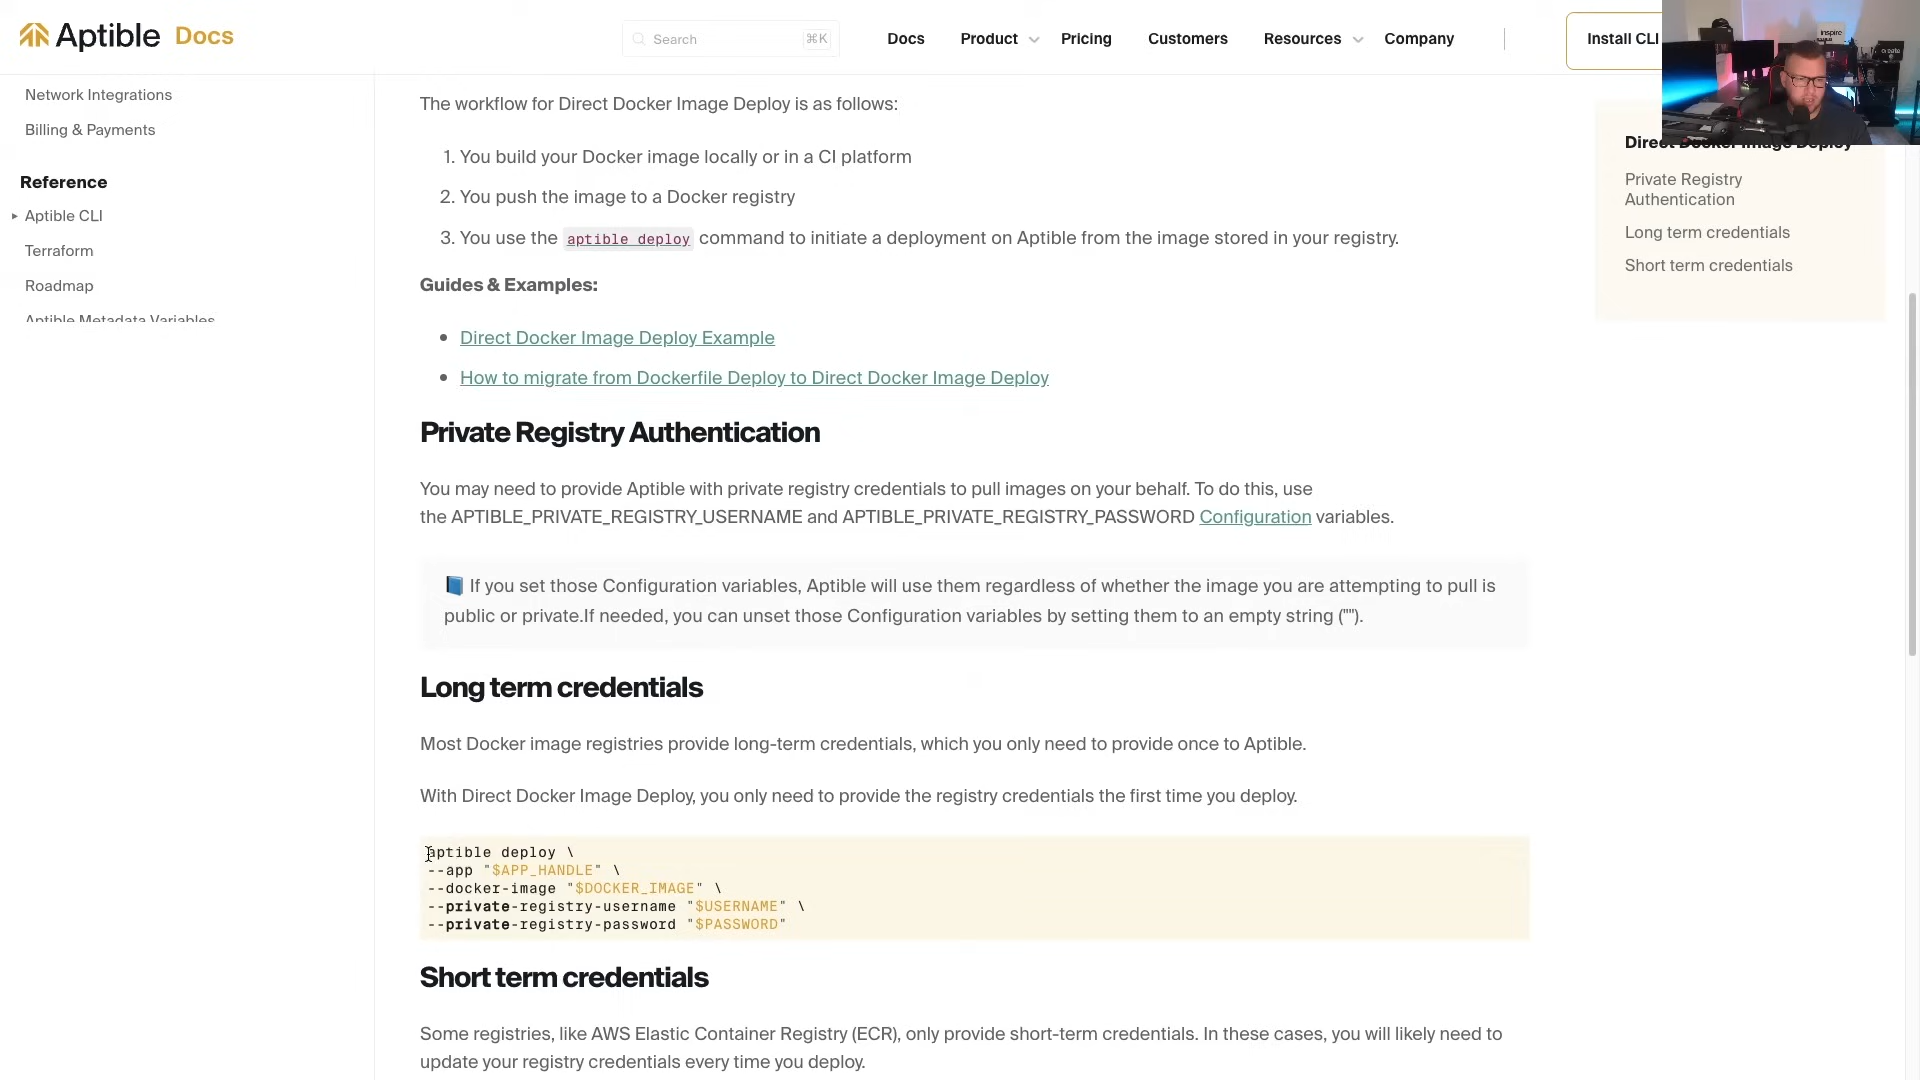 Aptible Docs
Search
⌘K
Docs
Product
Pricing
Customers
Resources
Company
Install CLI
inspire
create
Network Integrations
Billing & Payments
Reference
Aptible CLI
Terraform
Roadmap
Aptible Metadata Variables
The workflow for Direct Docker Image Deploy is as follows:
1. You build your Docker image locally or in a CI platform
2. You push the image to a Docker registry
3. You use the aptible deploy command to initiate a deployment on Aptible from the image stored in your registry.
Guides & Examples:
• Direct Docker Image Deploy Example
• How to migrate from Dockerfile Deploy to Direct Docker Image Deploy
Private Registry Authentication
You may need to provide Aptible with private registry credentials to pull images on your behalf. To do this, use
the APTIBLE_PRIVATE_REGISTRY_USERNAME and APTIBLE_PRIVATE_REGISTRY_PASSWORD Configuration variables.
📘 If you set those Configuration variables, Aptible will use them regardless of whether the image you are attempting to pull is
public or private.If needed, you can unset those Configuration variables by setting them to an empty string ("").
Long term credentials
Most Docker image registries provide long-term credentials, which you only need to provide once to Aptible.
With Direct Docker Image Deploy, you only need to provide the registry credentials the first time you deploy.
aptible deploy \
--app "$APP_HANDLE" \
--docker-image "$DOCKER_IMAGE" \
--private-registry-username "$USERNAME" \
--private-registry-password "$PASSWORD"
Short term credentials
Some registries, like AWS Elastic Container Registry (ECR), only provide short-term credentials. In these cases, you will likely need to
update your registry credentials every time you deploy.
Direct Docker Image Deploy
Private Registry
Authentication
Long term credentials
Short term credentials